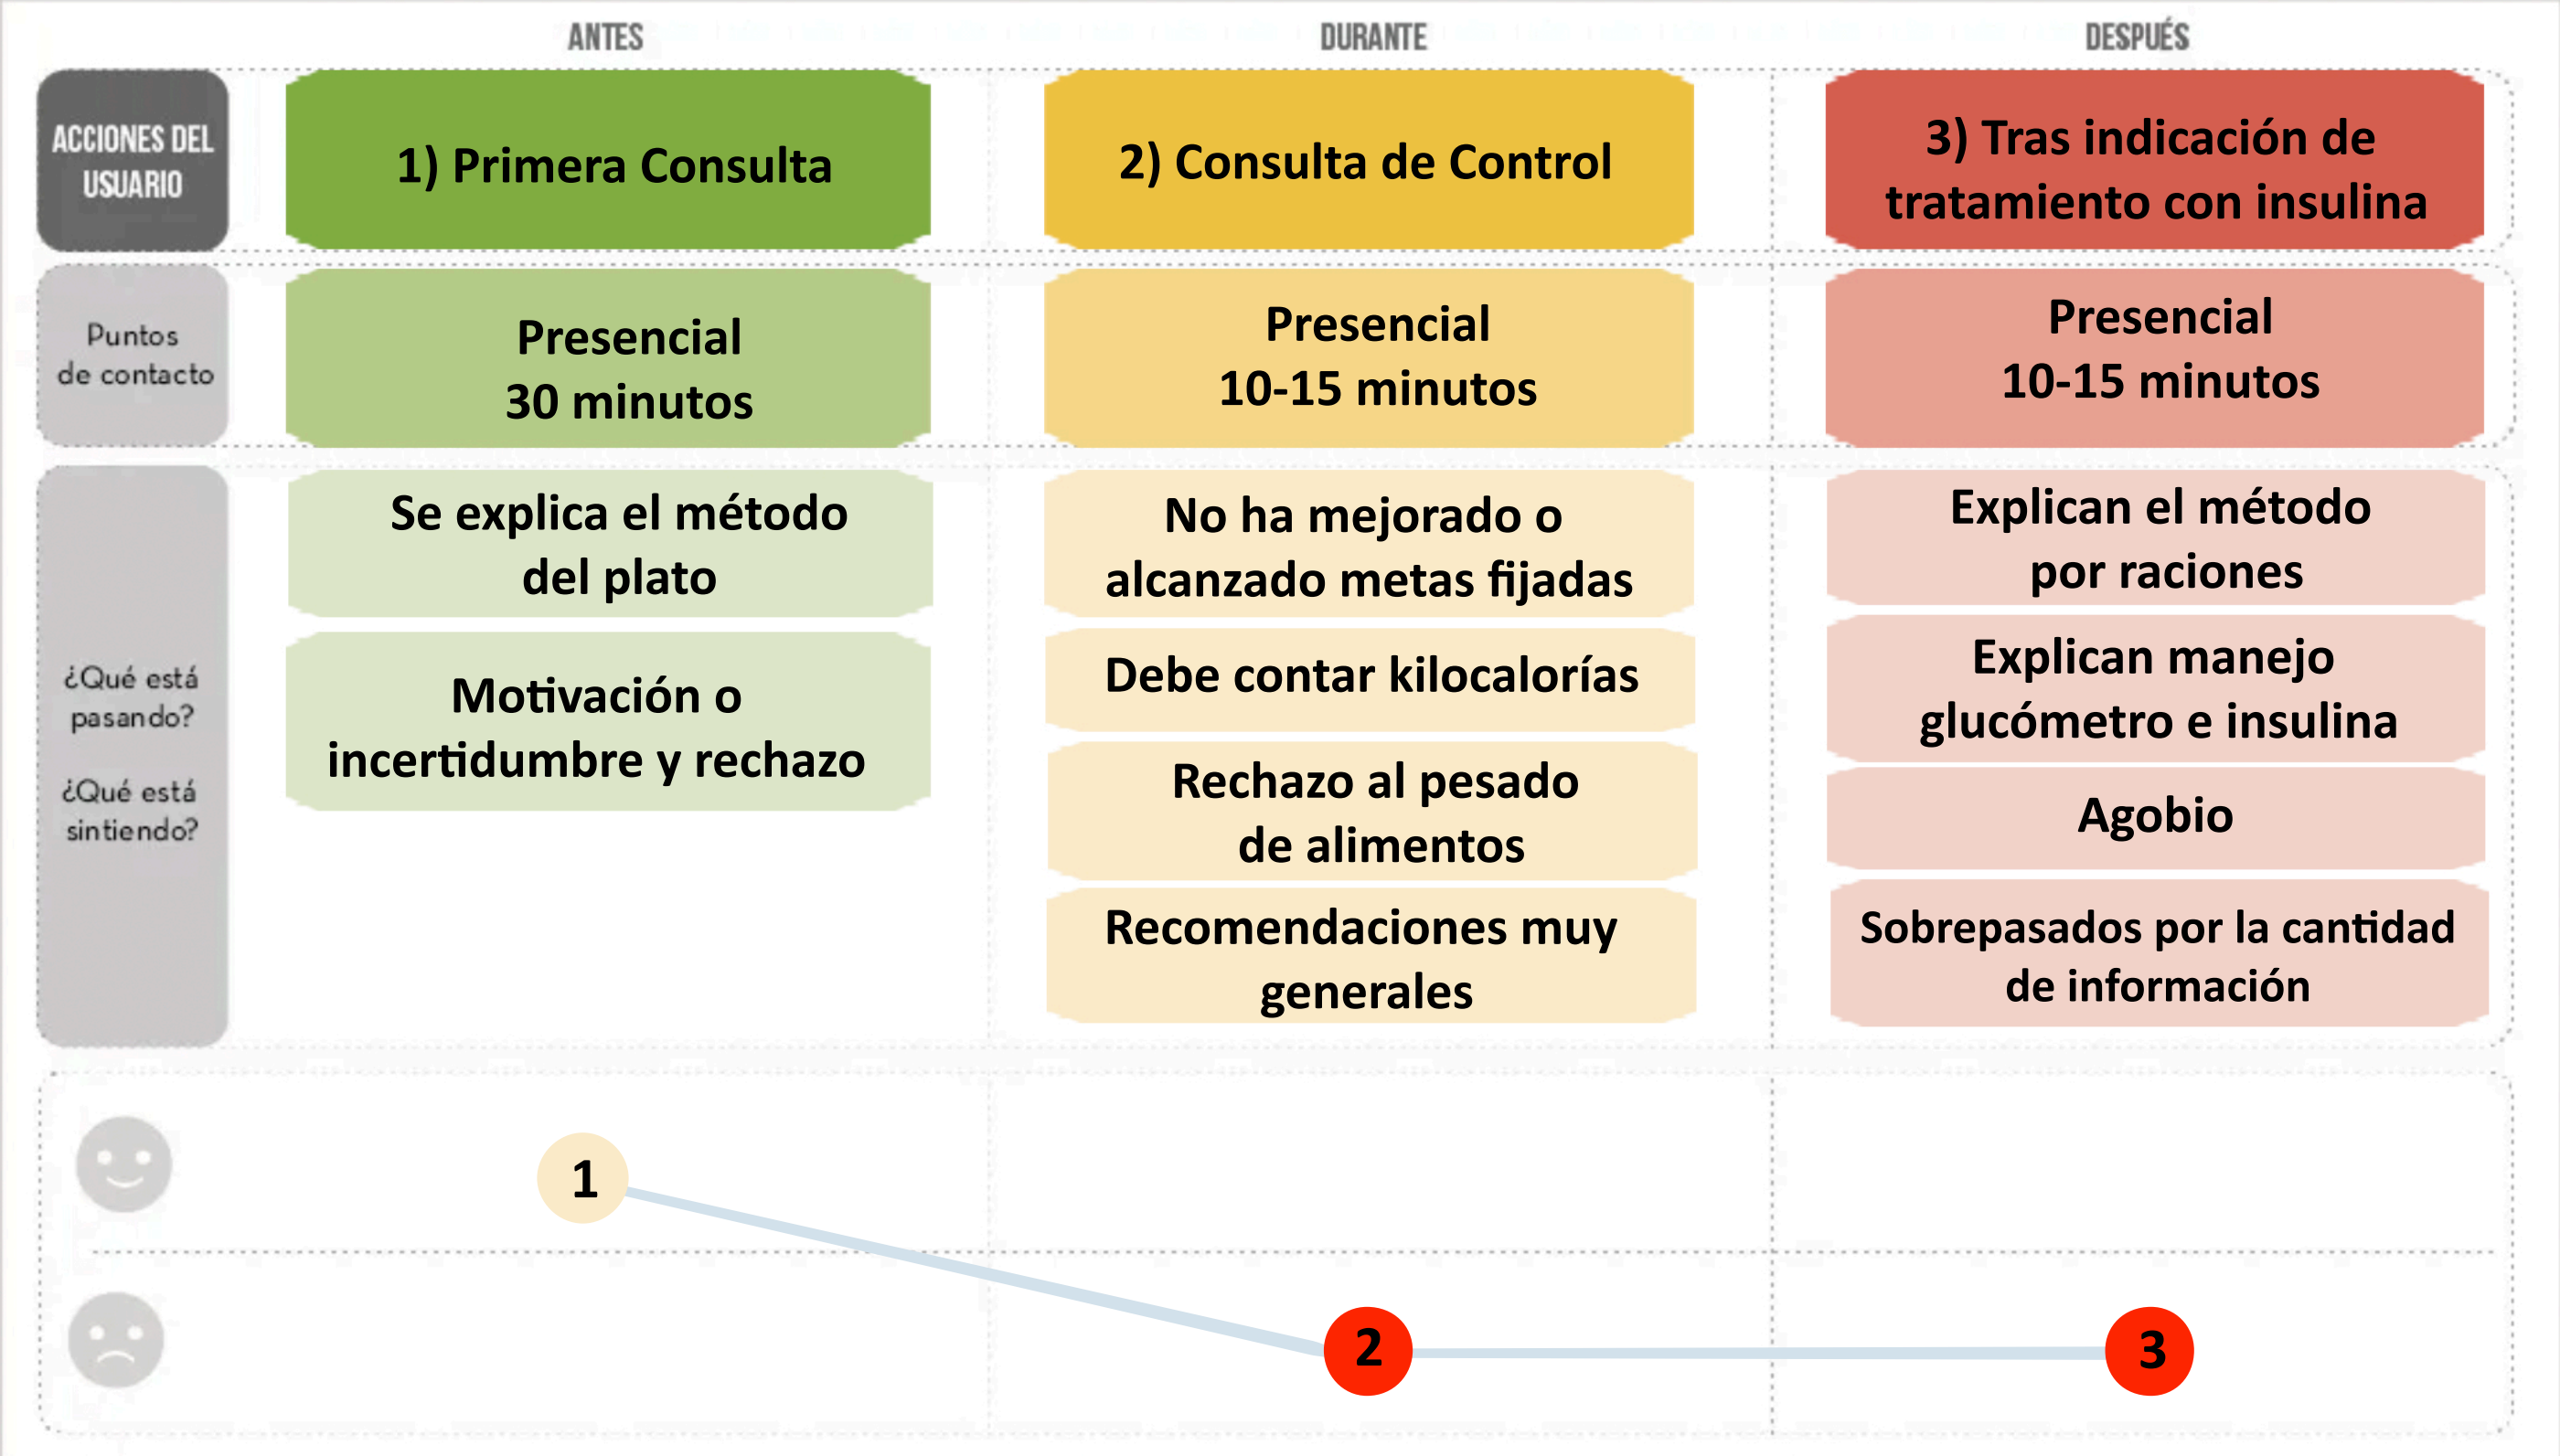 ANTES
DURANTE
DESPUÉS
ACCIONES DEL
USUARIO
1) Primera Consulta
2) Consulta de Control
3) Tras indicación de
tratamiento con insulina
Puntos
de contacto
Presencial
30 minutos
Presencial
10-15 minutos
Presencial
10-15 minutos
¿Qué está
pasando?
¿Qué está
sintiendo?
Se explica el método
del plato
Motivación o
incertidumbre y rechazo
No ha mejorado o
alcanzado metas fijadas
Debe contar kilocalorías
Rechazo al pesado
de alimentos
Recomendaciones muy
generales
Explican el método
por raciones
Explican manejo
glucómetro e insulina
Agobio
Sobrepasados por la cantidad
de información
1
2
3